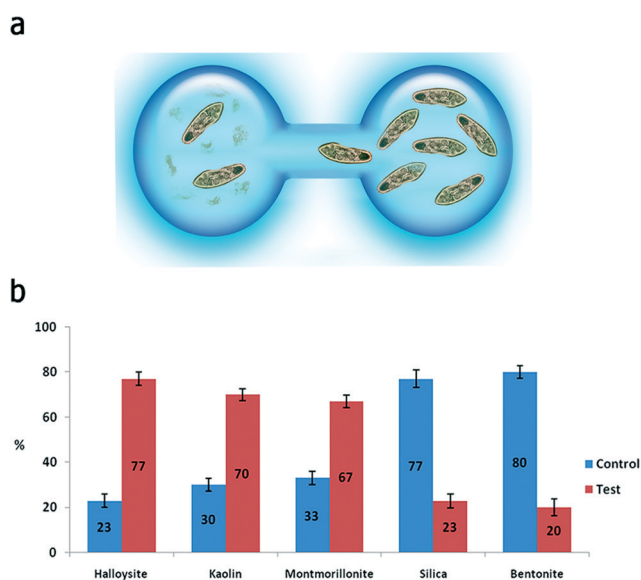 a
b
100
80
60
40
20
0
%
23
77
30
70
33
67
77
23
80
20
Control
Test
Halloysite
Kaolin
Montmorillonite
Silica
Bentonite